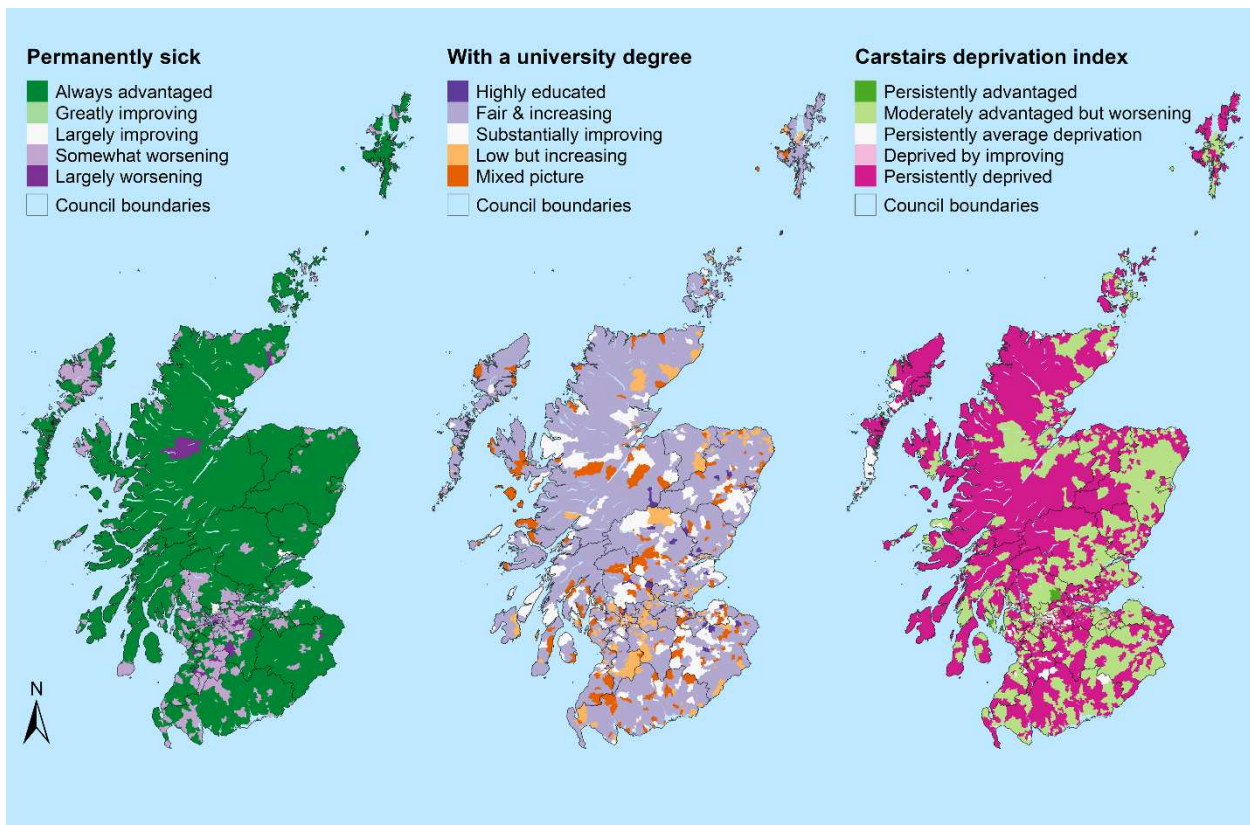 Permanently sick
Always advantaged
Greatly improving
Largely improving
Somewhat worsening
Largely worsening
Council boundaries
With a university degree
Highly educated
Fair & increasing
Substantially improving
Low but increasing
Mixed picture
Council boundaries
Carstairs deprivation index
Persistently advantaged
Moderately advantaged but worsening
Persistently average deprivation
Deprived by improving
Persistently deprived
Council boundaries
N